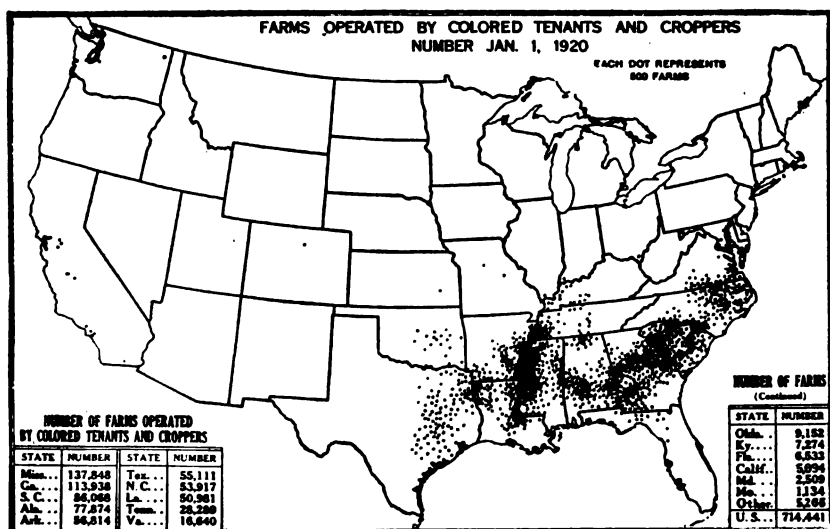 FARMS OPERATED BY COLORED TENANTS AND CROPPERS
NUMBER JAN. 1, 1920
EACH DOT REPRESENTS
FARMS
NUMBER OF FARMS OPERATED
BY COLORED TENANTS AND CROPPERS
STATE NUMBER STATE NUMBER
Miss... 137,848 Tex... 55,111
Ga.... 113,938 N.C... 53,917
S.C... 86,068 La.... 50,981
Ala... 77,874 Tenn... 28,289
Ark... 56,814 Va.... 16,640
NUMBER OF FARMS
(Continued)
STATE NUMBER
Okla... 9,152
Ky.... 7,274
Fla... 6,533
Calif.. 5,094
Md.... 2,509
Mo.... 1,134
Other. 5,265
U.S... 714,441